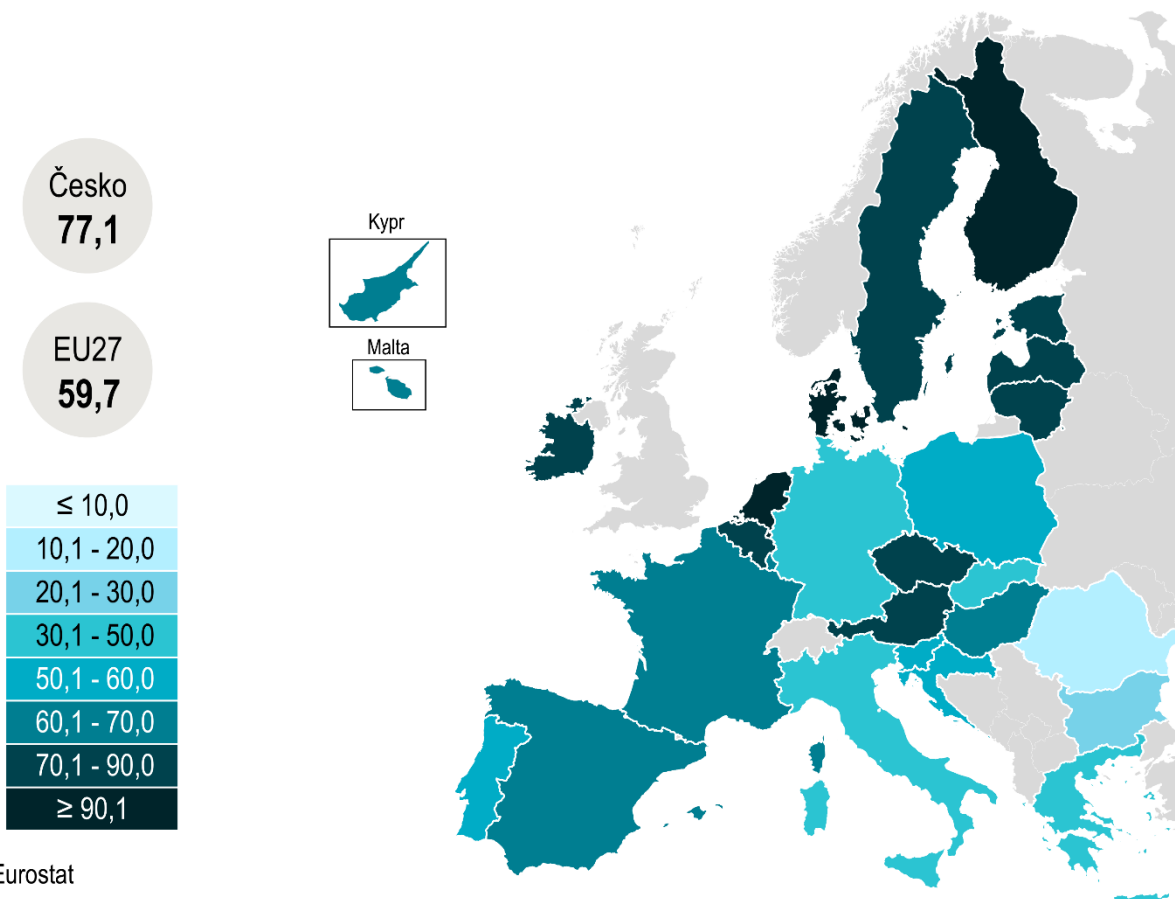 Česko
77,1
EU27
59,7
≤ 10,0
10,1 - 20,0
20,1 - 30,0
30,1 - 50,0
50,1 - 60,0
60,1 - 70,0
70,1 - 90,0
≥ 90,1
Eurostat
Kypr
Malta